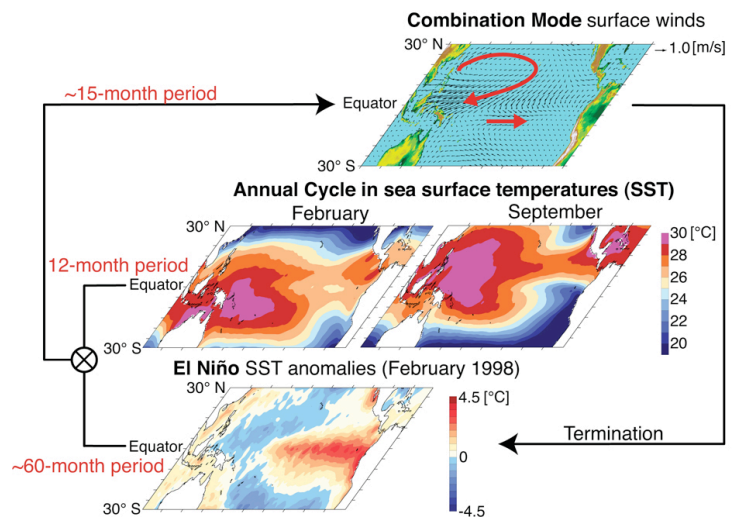 Combination Mode surface winds
30° N
1.0 [m/s]
~15-month period
Equator
30° S
Annual Cycle in sea surface temperatures (SST)
February
September
30° N
30 [°C]
28
26
24
22
20
12-month period
Equator
30° S
El Niño SST anomalies (February 1998)
30° N
4.5 [°C]
0
-4.5
Equator
Termination
~60-month period
30° S